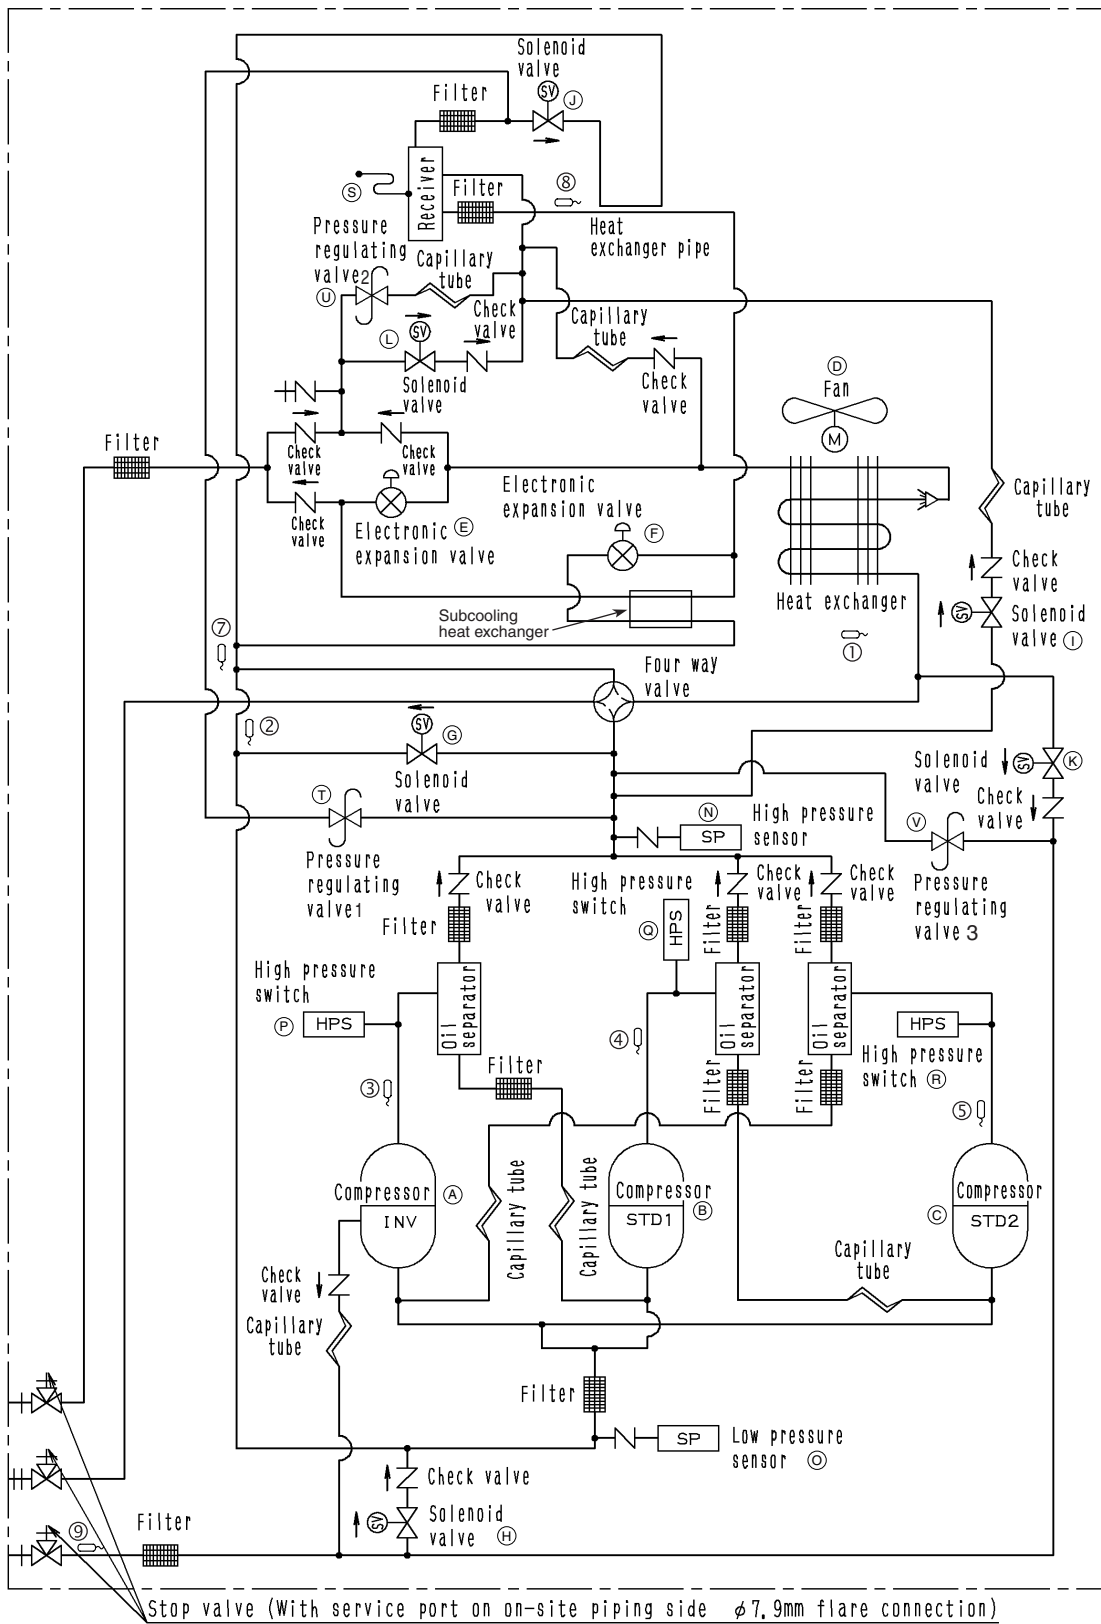 Solenoid
valve
SV
J
Filter
8
S
Receiver
Filter
Heat
exchanger pipe
Pressure
regulating
valve2
U
Capillary
tube
Check
valve
SV
L
Solenoid
valve
Capillary
tube
Check
valve
D
Fan
M
Filter
Check
valve
Check
valve
Check
valve
Electronic
expansion valve
E
Electronic
expansion valve
F
Capillary
tube
Check
valve
SV
Solenoid
valve
I
Heat exchanger
Subcooling
heat exchanger
1
7
Four way
valve
2
SV
G
Solenoid
valve
Solenoid
valve
SV
K
Check
valve
T
Pressure
regulating
valve1
N
SP
High pressure
sensor
V
Pressure
regulating
valve 3
Check
valve
High pressure
switch
Check
valve
Check
valve
Filter
Q
HPS
Filter
Filter
High pressure
switch
P
HPS
Oil
separator
4
Oil
separator
Oil
separator
HPS
High pressure
switch
R
Filter
Filter
Filter
3
5
Compressor
A
INV
Capillary tube
Capillary tube
Compressor
STD1
B
Compressor
STD2
C
Capillary
tube
Check
valve
Capillary
tube
Filter
SP
Low pressure
sensor
O
Check valve
SV
Solenoid
valve
H
9
Filter
Stop valve (With service port on on-site piping side φ7.9mm flare connection)